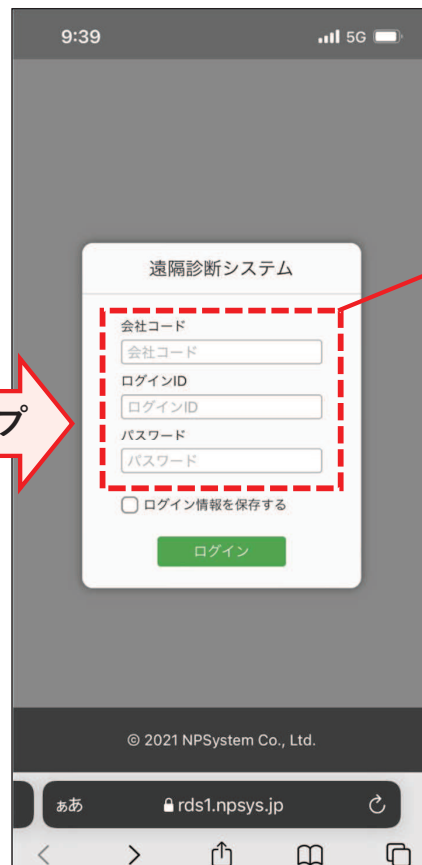 9:39
5G
遠隔診断システム
会社コード
会社コード
ログインID
ログインID
プ
パスワード
パスワード
ログイン情報を保存する
ログイン
© 2021 NPSystem Co., Ltd.
ぁあ
rds1.npsys.jp